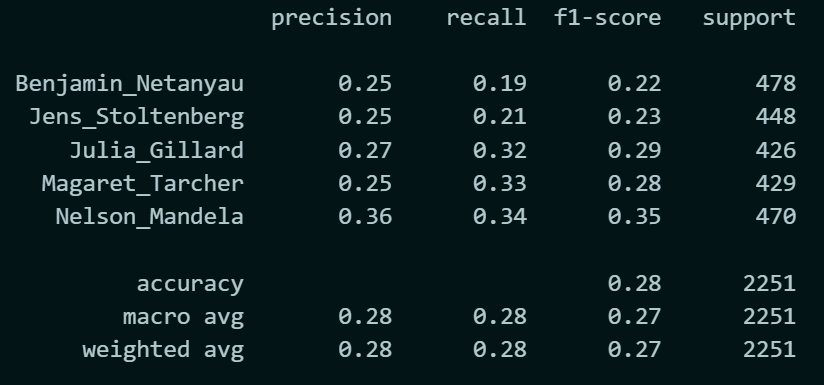 precision recall f1-score support
Benjamin_Netanyau 0.25 0.19 0.22 478
Jens_Stoltenberg 0.25 0.21 0.23 448
Julia_Gillard 0.27 0.32 0.29 426
Magaret_Tarcher 0.25 0.33 0.28 429
Nelson_Mandela 0.36 0.34 0.35 470
accuracy 0.28 2251
macro avg 0.28 0.28 0.27 2251
weighted avg 0.28 0.28 0.27 2251